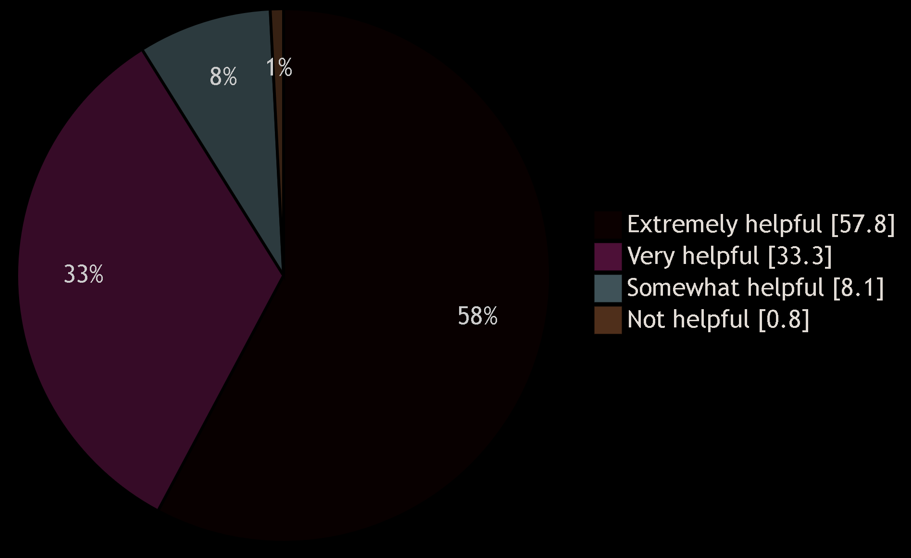 8%
1%
33%
58%
Extremely helpful [57.8]
Very helpful [33.3]
Somewhat helpful [8.1]
Not helpful [0.8]